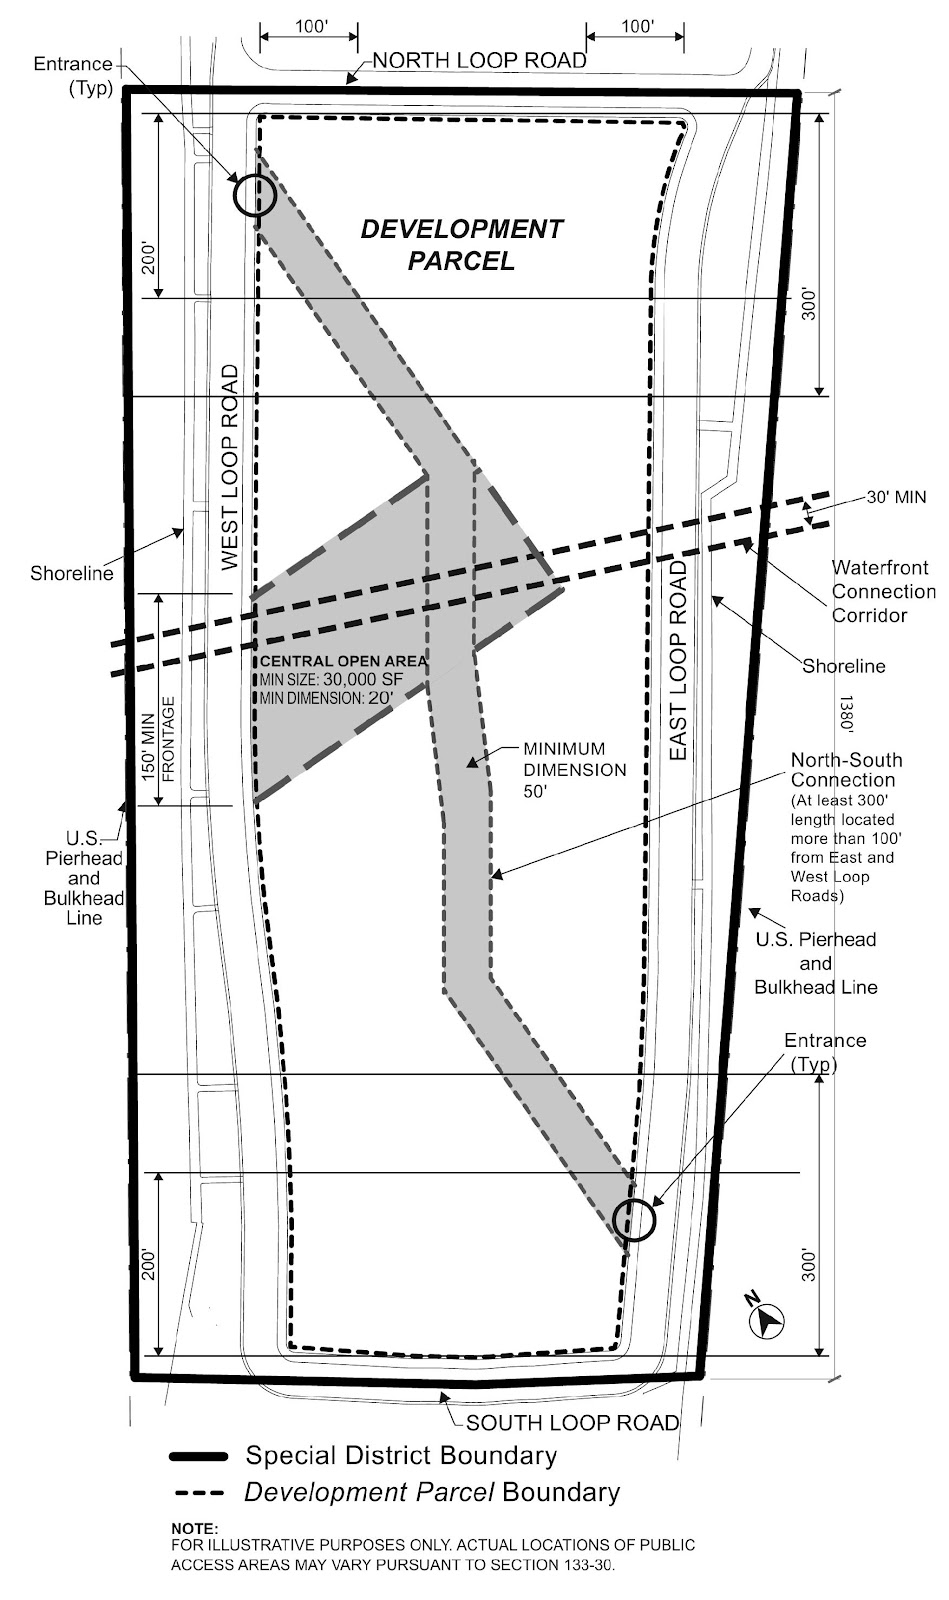 100'
100'
NORTH LOOP ROAD
Entrance
(Typ)
DEVELOPMENT
PARCEL
200'
300'
WEST LOOP ROAD
30' MIN
Shoreline
Waterfront
Connection
Corridor
EAST LOOP ROAD
Shoreline
CENTRAL OPEN AREA
MIN SIZE: 30,000 SF
MIN DIMENSION: 20'
150' MIN
FRONTAGE
1380'
MINIMUM
DIMENSION
50'
North-South
Connection
(At least 300'
length located
more than 100'
from East and
West Loop
Roads)
U.S.
Pierhead
and
Bulkhead
Line
U.S. Pierhead
and
Bulkhead Line
Entrance
(Typ)
200'
300'
N
SOUTH LOOP ROAD
Special District Boundary
Development Parcel Boundary
NOTE:
FOR ILLUSTRATIVE PURPOSES ONLY. ACTUAL LOCATIONS OF PUBLIC
ACCESS AREAS MAY VARY PURSUANT TO SECTION 133-30.